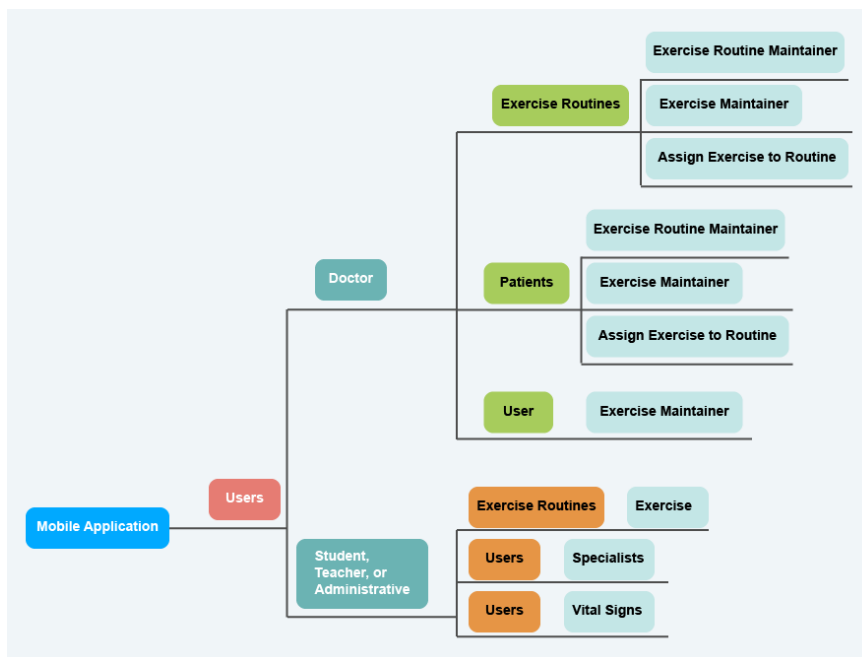 Exercise Routine Maintainer
Exercise Routines
Exercise Maintainer
Assign Exercise to Routine
Exercise Routine Maintainer
Doctor
Patients
Exercise Maintainer
Assign Exercise to Routine
User
Exercise Maintainer
Users
Mobile Application
Exercise Routines
Exercise
Student,
Teacher, or
Administrative
Users
Specialists
Users
Vital Signs